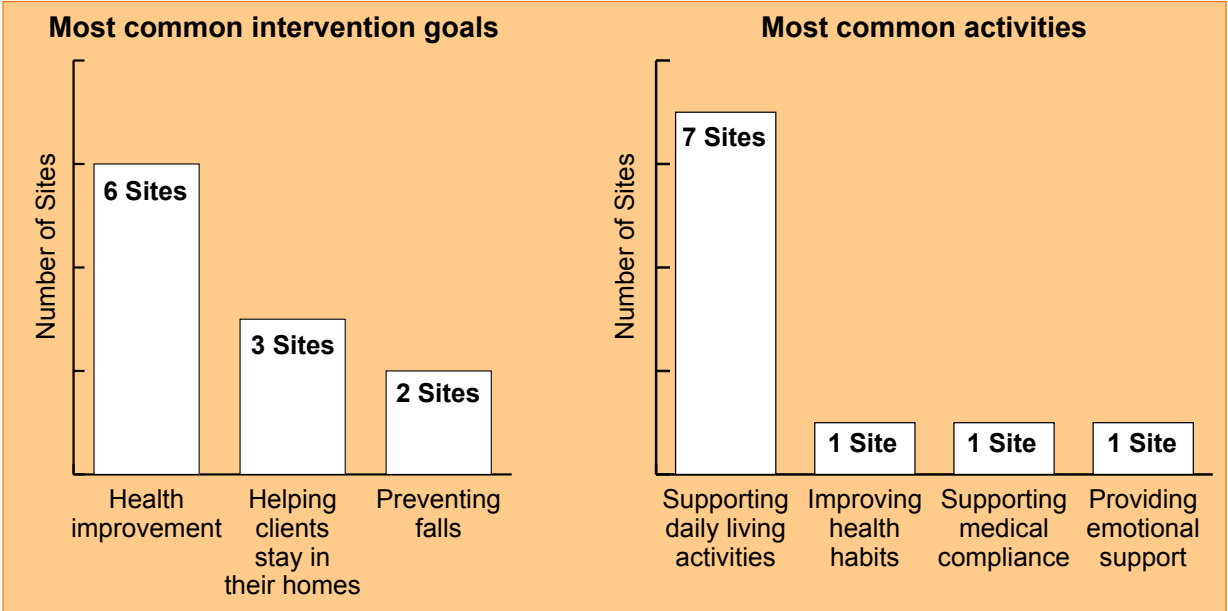 Most common intervention goals
Number of Sites
6 Sites
3 Sites
2 Sites
Health
improvement
Helping
clients
stay in
their homes
Preventing
falls
Most common activities
Number of Sites
7 Sites
1 Site
1 Site
1 Site
Supporting
daily living
activities
Improving
health
habits
Supporting
medical
compliance
Providing
emotional
support